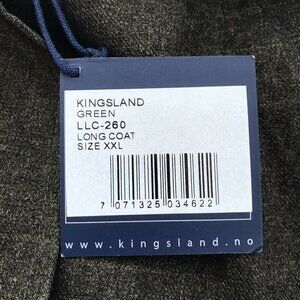 KINGSLAND
GREEN
LLC-260
LONG COAT
SIZE XXL
7 071325 034622
www.kingsland.no